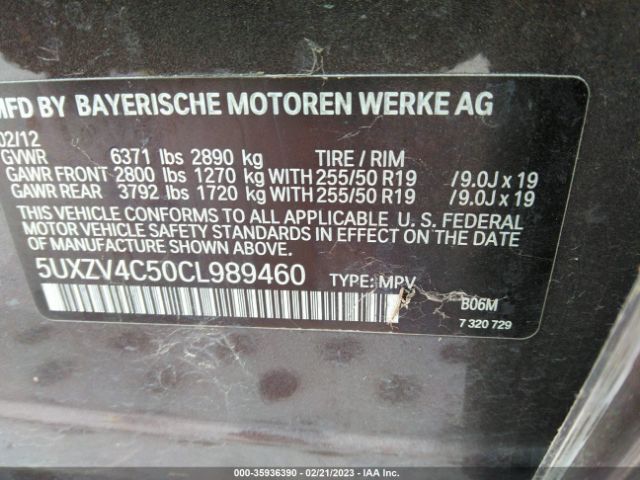 MFD BY BAYERISCHE MOTOREN WERKE AG
02/12
GVWR 6371 lbs 2890 kg TIRE / RIM
GAWR FRONT 2800 lbs 1270 kg WITH 255/50 R19 /9.0J x 19
GAWR REAR 3792 lbs 1720 kg WITH 255/50 R19 /9.0J x 19
THIS VEHICLE CONFORMS TO ALL APPLICABLE U. S. FEDERAL
MOTOR VEHICLE SAFETY STANDARDS IN EFFECT ON THE DATE
OF MANUFACTURE SHOWN ABOVE.
5UXZV4C50CL989460 TYPE: MPV
B06M
7 320 729
000-35936390 — 02/21/2023 — IAA Inc.